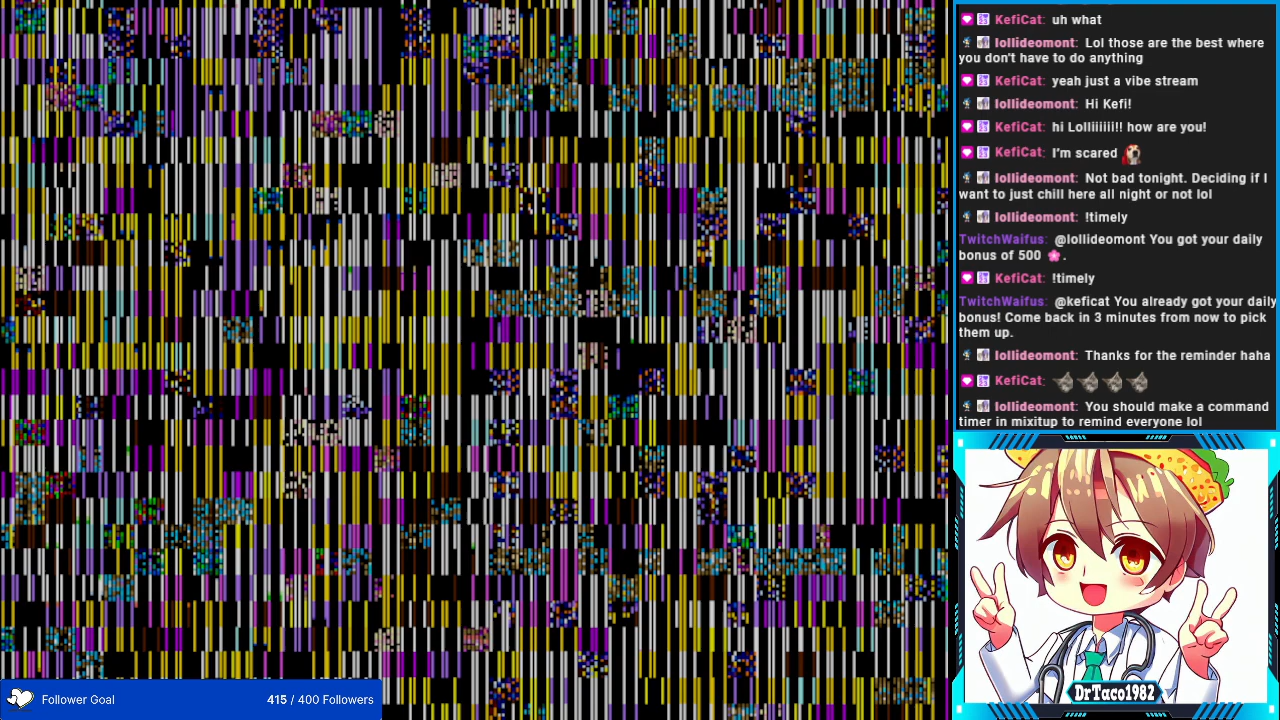 KefiCat: uh what
lollideomont: Lol those are the best where
you don't have to do anything
KefiCat: yeah just a vibe stream
lollideomont: Hi Kefi!
KefiCat: hi Lolliiiiii!! how are you!
KefiCat: I'm scared
lollideomont: Not bad tonight. Deciding if I
want to just chill here all night or not lol
lollideomont: !timely
TwitchWaifus: @lollideomont You got your daily
bonus of 500 🌸.
KefiCat: !timely
TwitchWaifus: @keficat You already got your daily
bonus! Come back in 3 minutes from now to pick
them up.
lollideomont: Thanks for the reminder haha
KefiCat:
lollideomont: You should make a command
timer in mixitup to remind everyone lol
DrTaco1982
Follower Goal 415 / 400 Followers